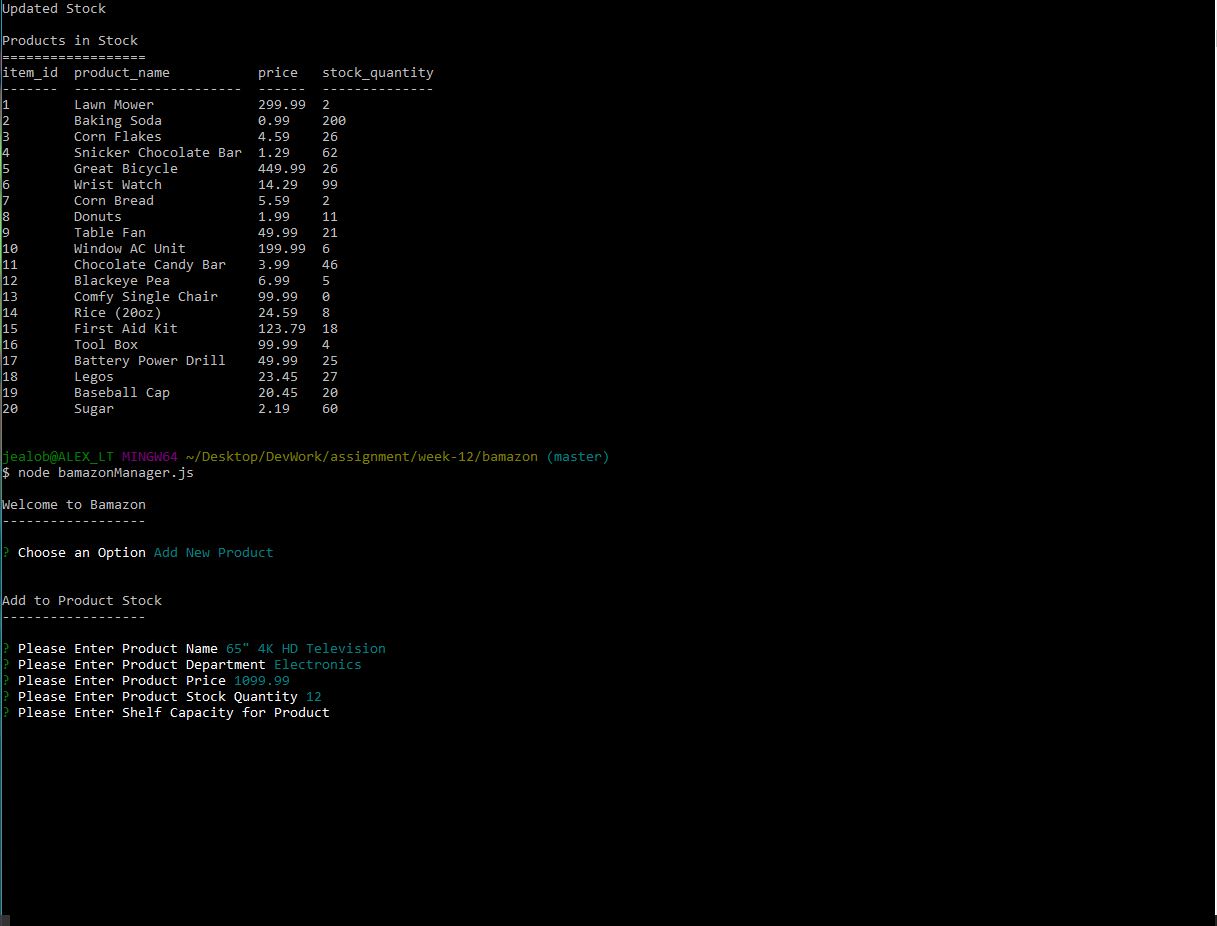 Updated Stock
Products in Stock
==================
item_id  product_name           price   stock_quantity
-------  ---------------------  ------  --------------
1        Lawn Mower             299.99  2
2        Baking Soda            0.99    200
3        Corn Flakes            4.59    26
4        Snicker Chocolate Bar  1.29    62
5        Great Bicycle          449.99  26
6        Wrist Watch            14.29   99
7        Corn Bread             5.59    2
8        Donuts                 1.99    11
9        Table Fan              49.99   21
10       Window AC Unit         199.99  6
11       Chocolate Candy Bar    3.99    46
12       Blackeye Pea           6.99    5
13       Comfy Single Chair     99.99   0
14       Rice (20oz)            24.59   8
15       First Aid Kit          123.79  18
16       Tool Box               99.99   4
17       Battery Power Drill    49.99   25
18       Legos                  23.45   27
19       Baseball Cap           20.45   20
20       Sugar                  2.19    60
jealob@ALEX_LT MINGW64 ~/Desktop/DevWork/assignment/week-12/bamazon (master)
$ node bamazonManager.js
Welcome to Bamazon
------------------
? Choose an Option Add New Product
Add to Product Stock
------------------
? Please Enter Product Name 65" 4K HD Television
? Please Enter Product Department Electronics
? Please Enter Product Price 1099.99
? Please Enter Product Stock Quantity 12
? Please Enter Shelf Capacity for Product